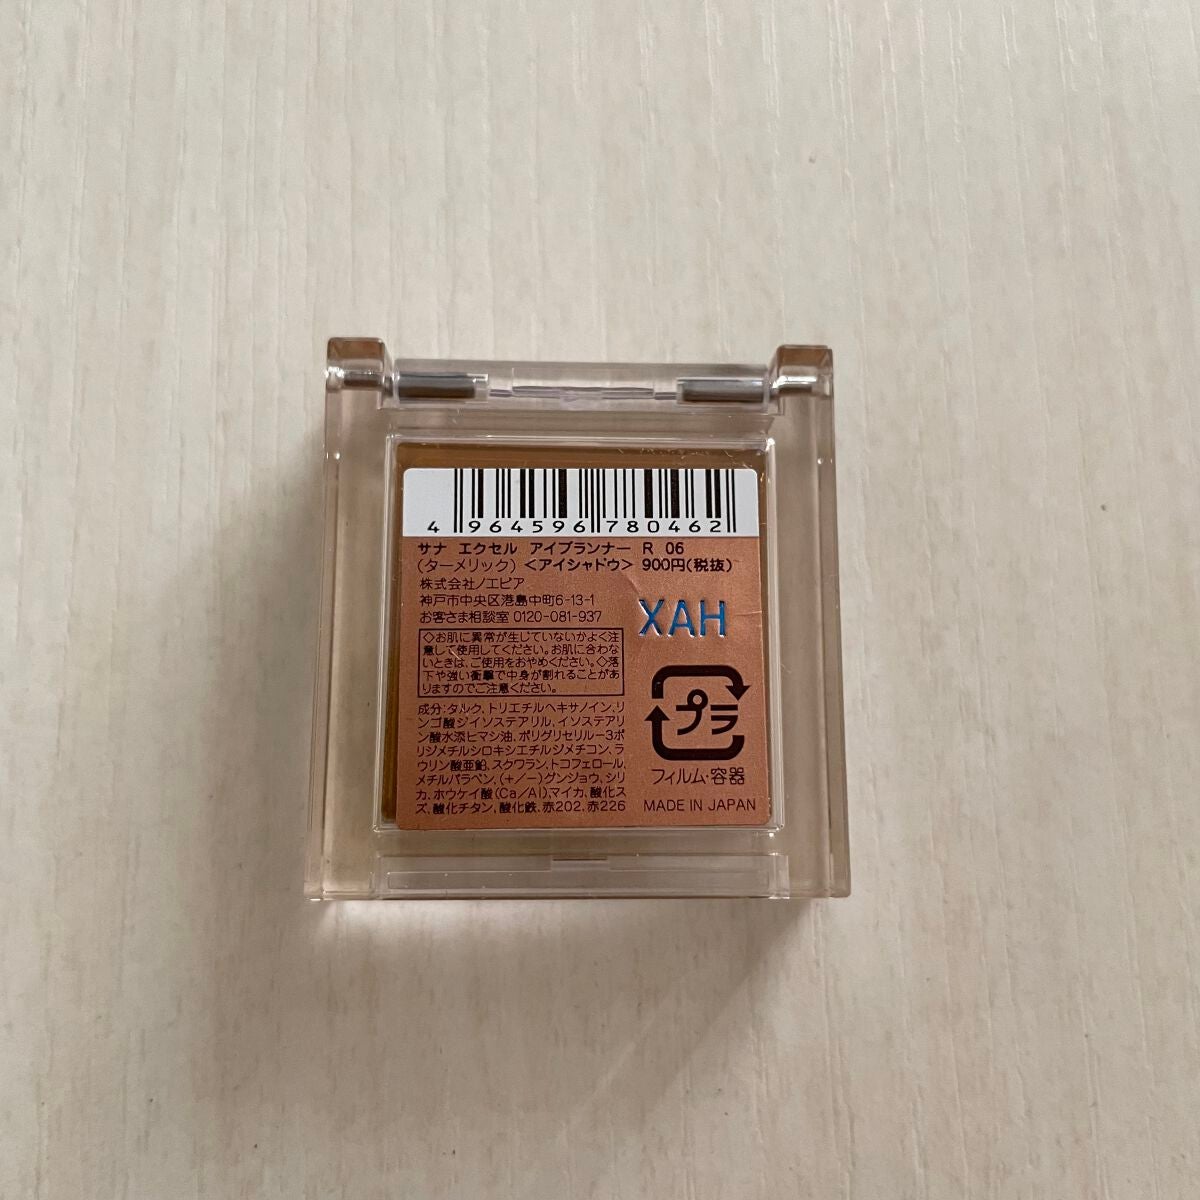 4 964596 780462
サナ エクセル アイプランナー R 06
(ターメリック) <アイシャドウ> 900円(税抜)
株式会社ノエビア
神戸市中央区港島中町6-13-1
お客さま相談室 0120-081-937
XAH
◇お肌に異常が生じていないかよく注
意して使用してください。お肌に合わな
いときは、ご使用をおやめください。◇落
下や強い衝撃で中身が割れることがあ
りますのでご注意ください。
成分:タルク,トリエチルヘキサノイン,リ
ンゴ酸ジイソステアリル,イソステアリ
ン酸水添ヒマシ油,ポリグリセリル-3ポ
リジメチルシロキシエチルジメチコン,ラ
ウリン酸亜鉛,スクワラン,トコフェロール,
メチルパラベン,(+/-)グンジョウ,シリ
カ,ホウケイ酸(Ca/Al),マイカ,酸化ス
ズ,酸化チタン,酸化鉄,赤202,赤226
プラ
フィルム・容器
MADE IN JAPAN